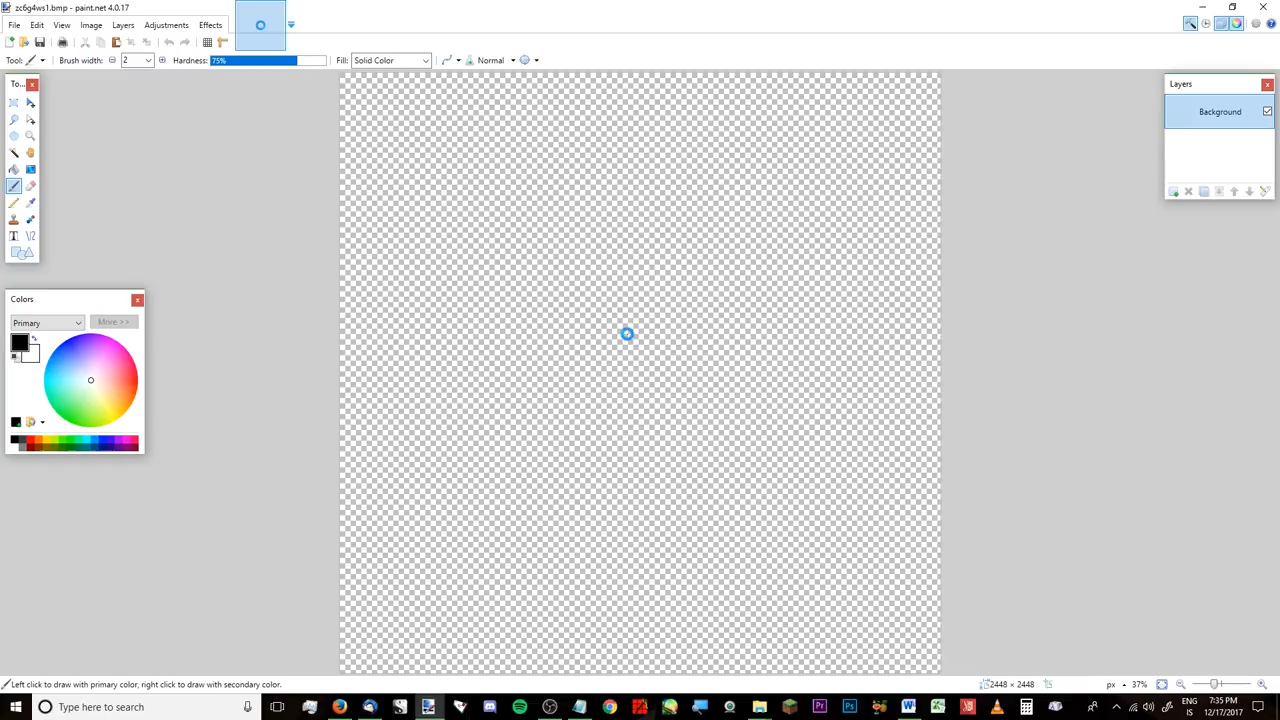 zc6g4ws1.bmp - paint.net 4.0.17
File Edit View Image Layers Adjustments Effects
Tool: Brush width: 2 Hardness: 75% Fill: Solid Color Normal
To...
Layers
Background
Colors
Primary More >>
Left click to draw with primary color, right click to draw with secondary color.
2448 × 2448 px 37%
Type here to search
Pr Ps
ENG
IS
7:35 PM
12/17/2017